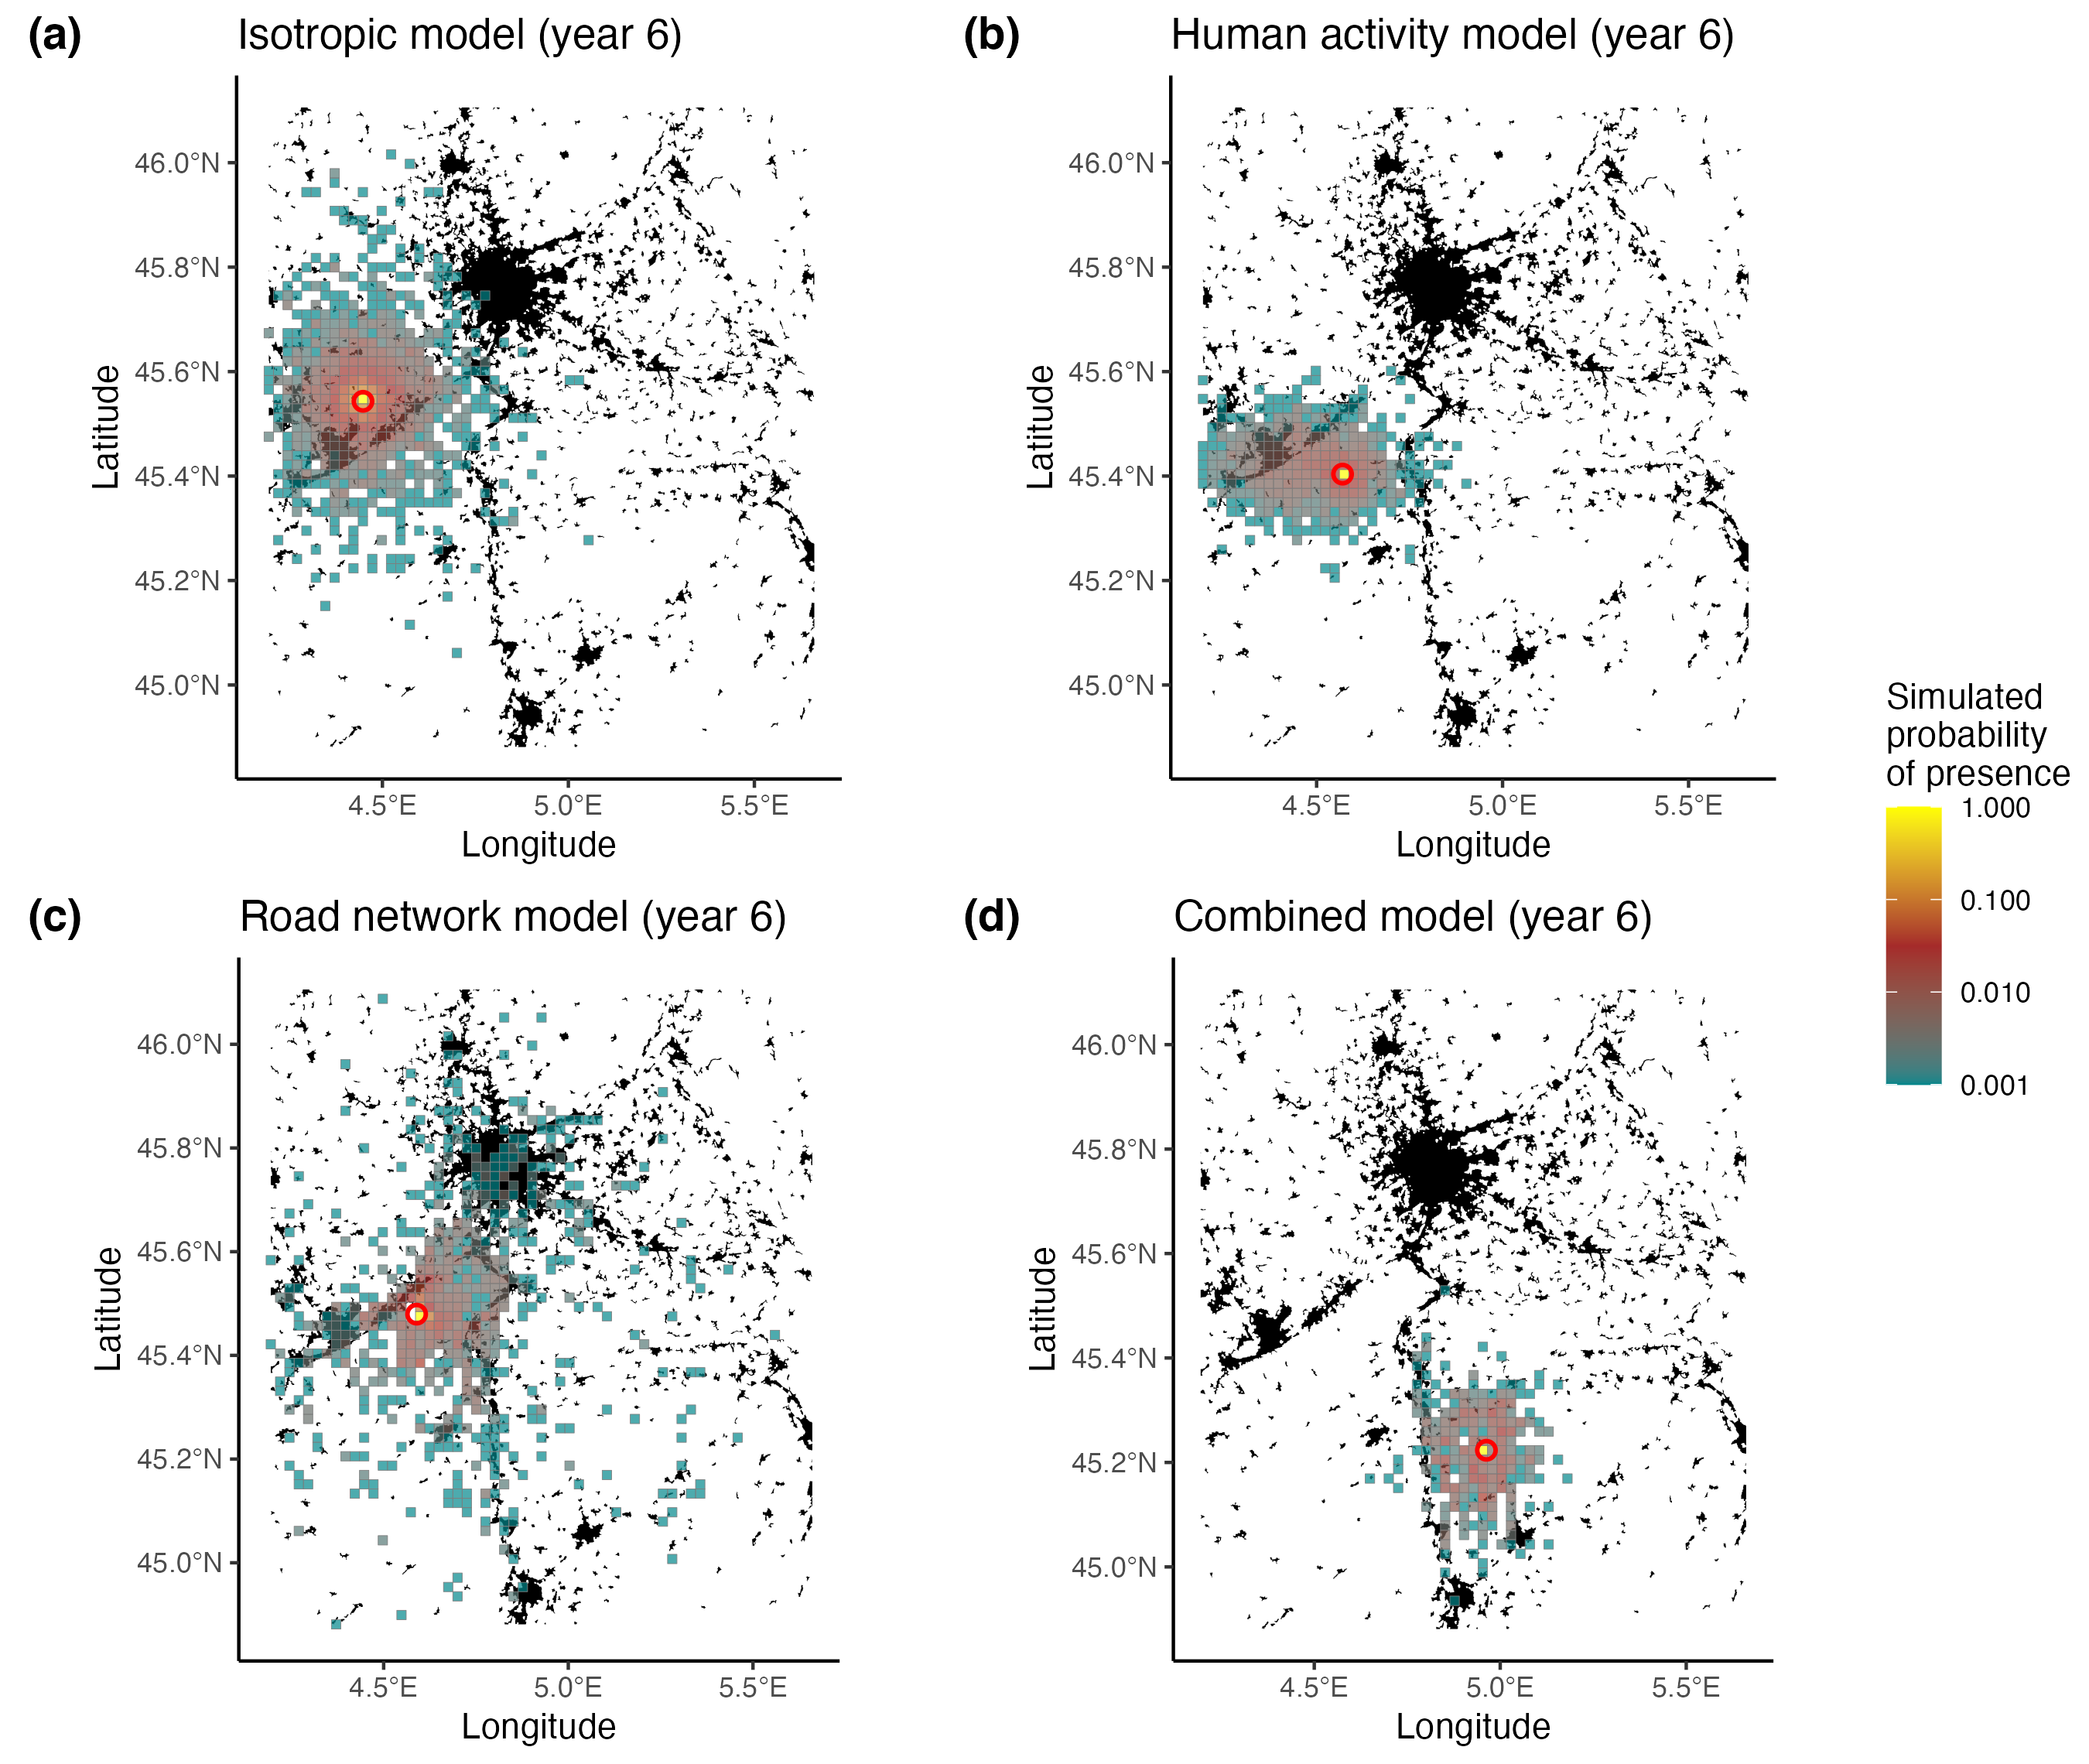 (a) Isotropic model (year 6)
46.0°N
45.8°N
45.6°N
45.4°N
45.2°N
45.0°N
Latitude
4.5°E 5.0°E 5.5°E
Longitude
(b) Human activity model (year 6)
46.0°N
45.8°N
45.6°N
45.4°N
45.2°N
45.0°N
Latitude
4.5°E 5.0°E 5.5°E
Longitude
(c) Road network model (year 6)
46.0°N
45.8°N
45.6°N
45.4°N
45.2°N
45.0°N
Latitude
4.5°E 5.0°E 5.5°E
Longitude
(d) Combined model (year 6)
46.0°N
45.8°N
45.6°N
45.4°N
45.2°N
45.0°N
Latitude
4.5°E 5.0°E 5.5°E
Longitude
Simulated
probability
of presence
1.000
0.100
0.010
0.001